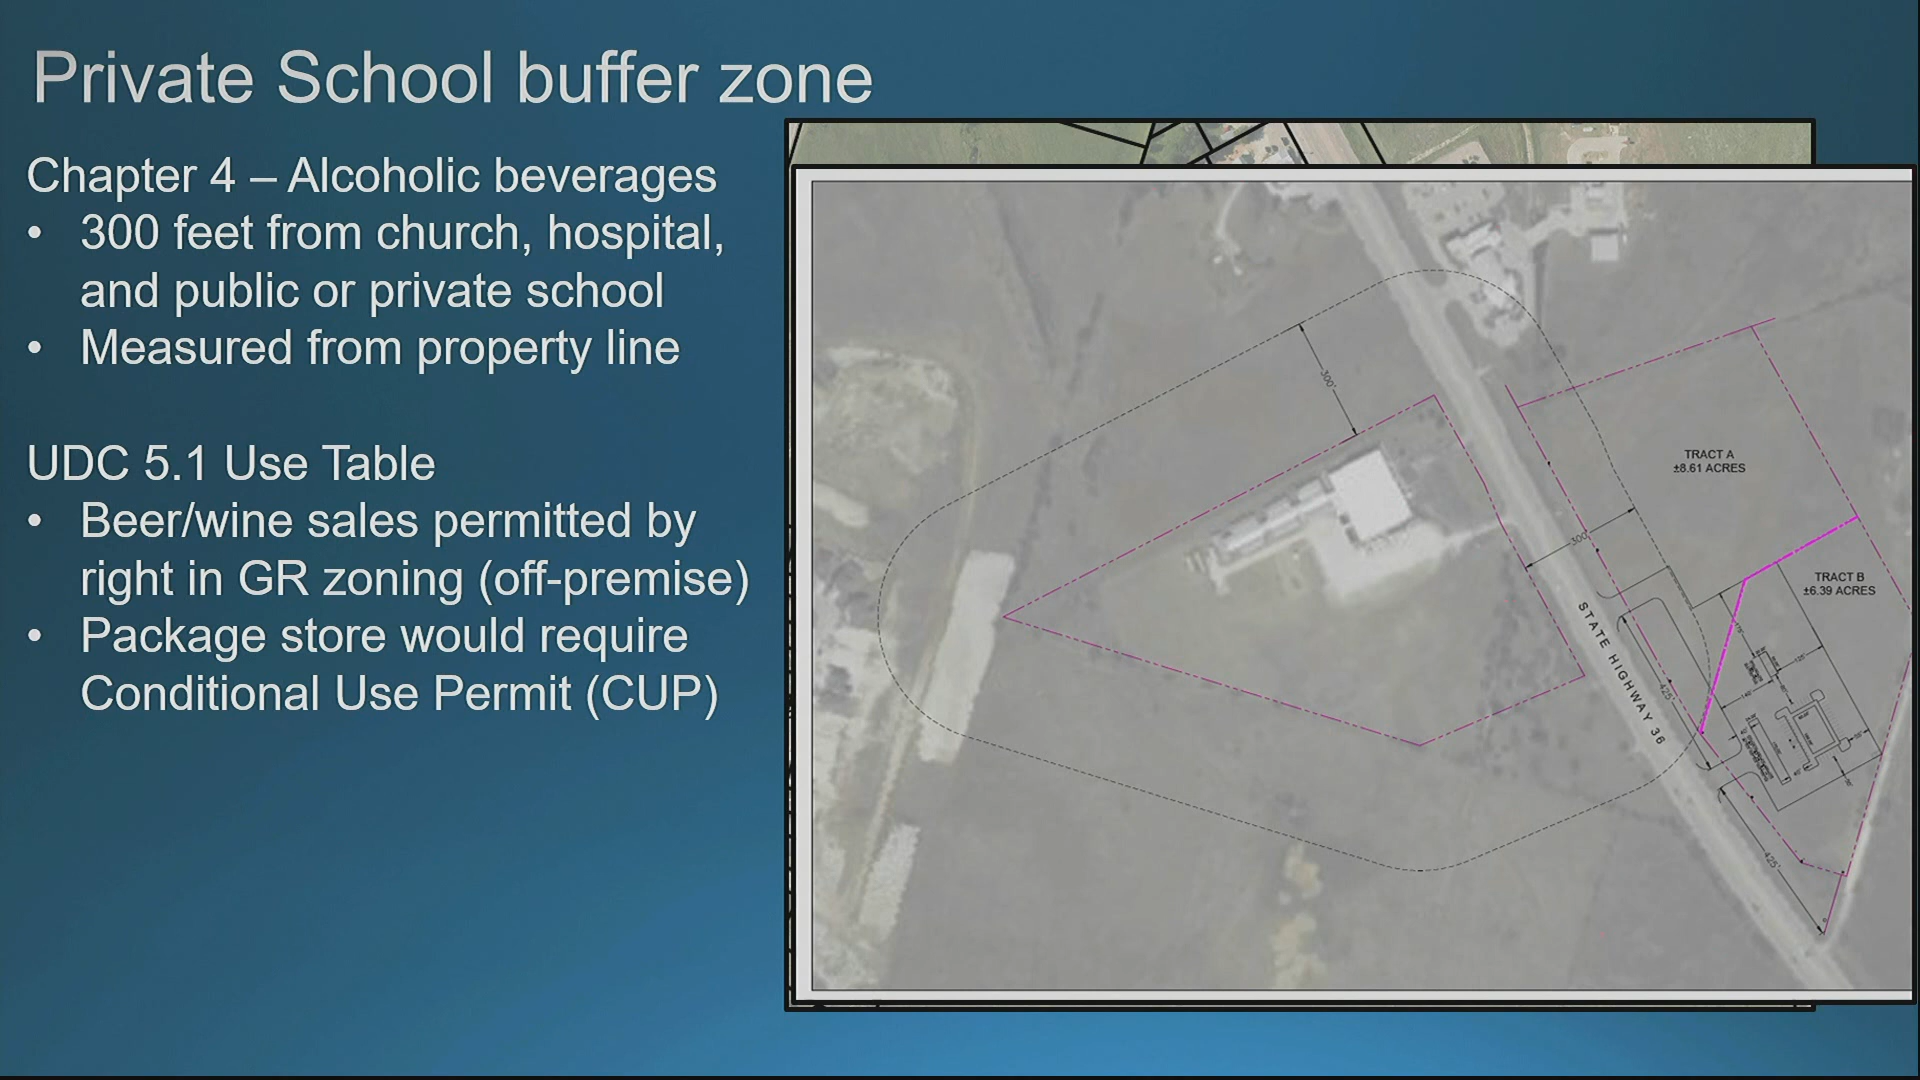 Private School buffer zone
Chapter 4 – Alcoholic beverages
• 300 feet from church, hospital,
and public or private school
• Measured from property line
UDC 5.1 Use Table
• Beer/wine sales permitted by
right in GR zoning (off-premise)
• Package store would require
Conditional Use Permit (CUP)
300'
300'
TRACT A
±8.61 ACRES
TRACT B
±6.39 ACRES
STATE HIGHWAY 36
425'
425'